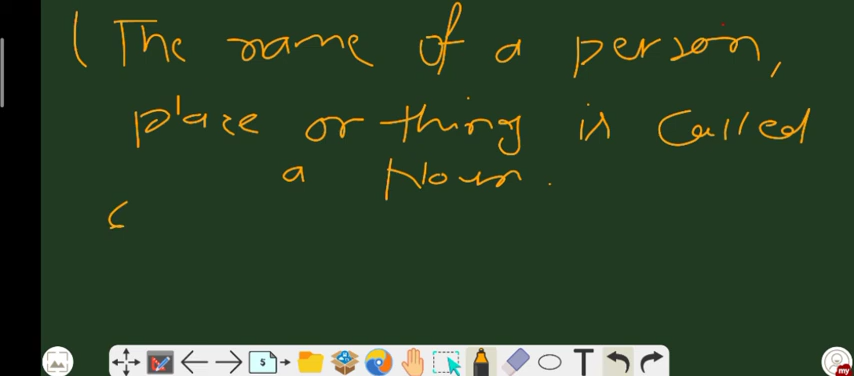 (The name of a person,
place or thing is called
a Noun.